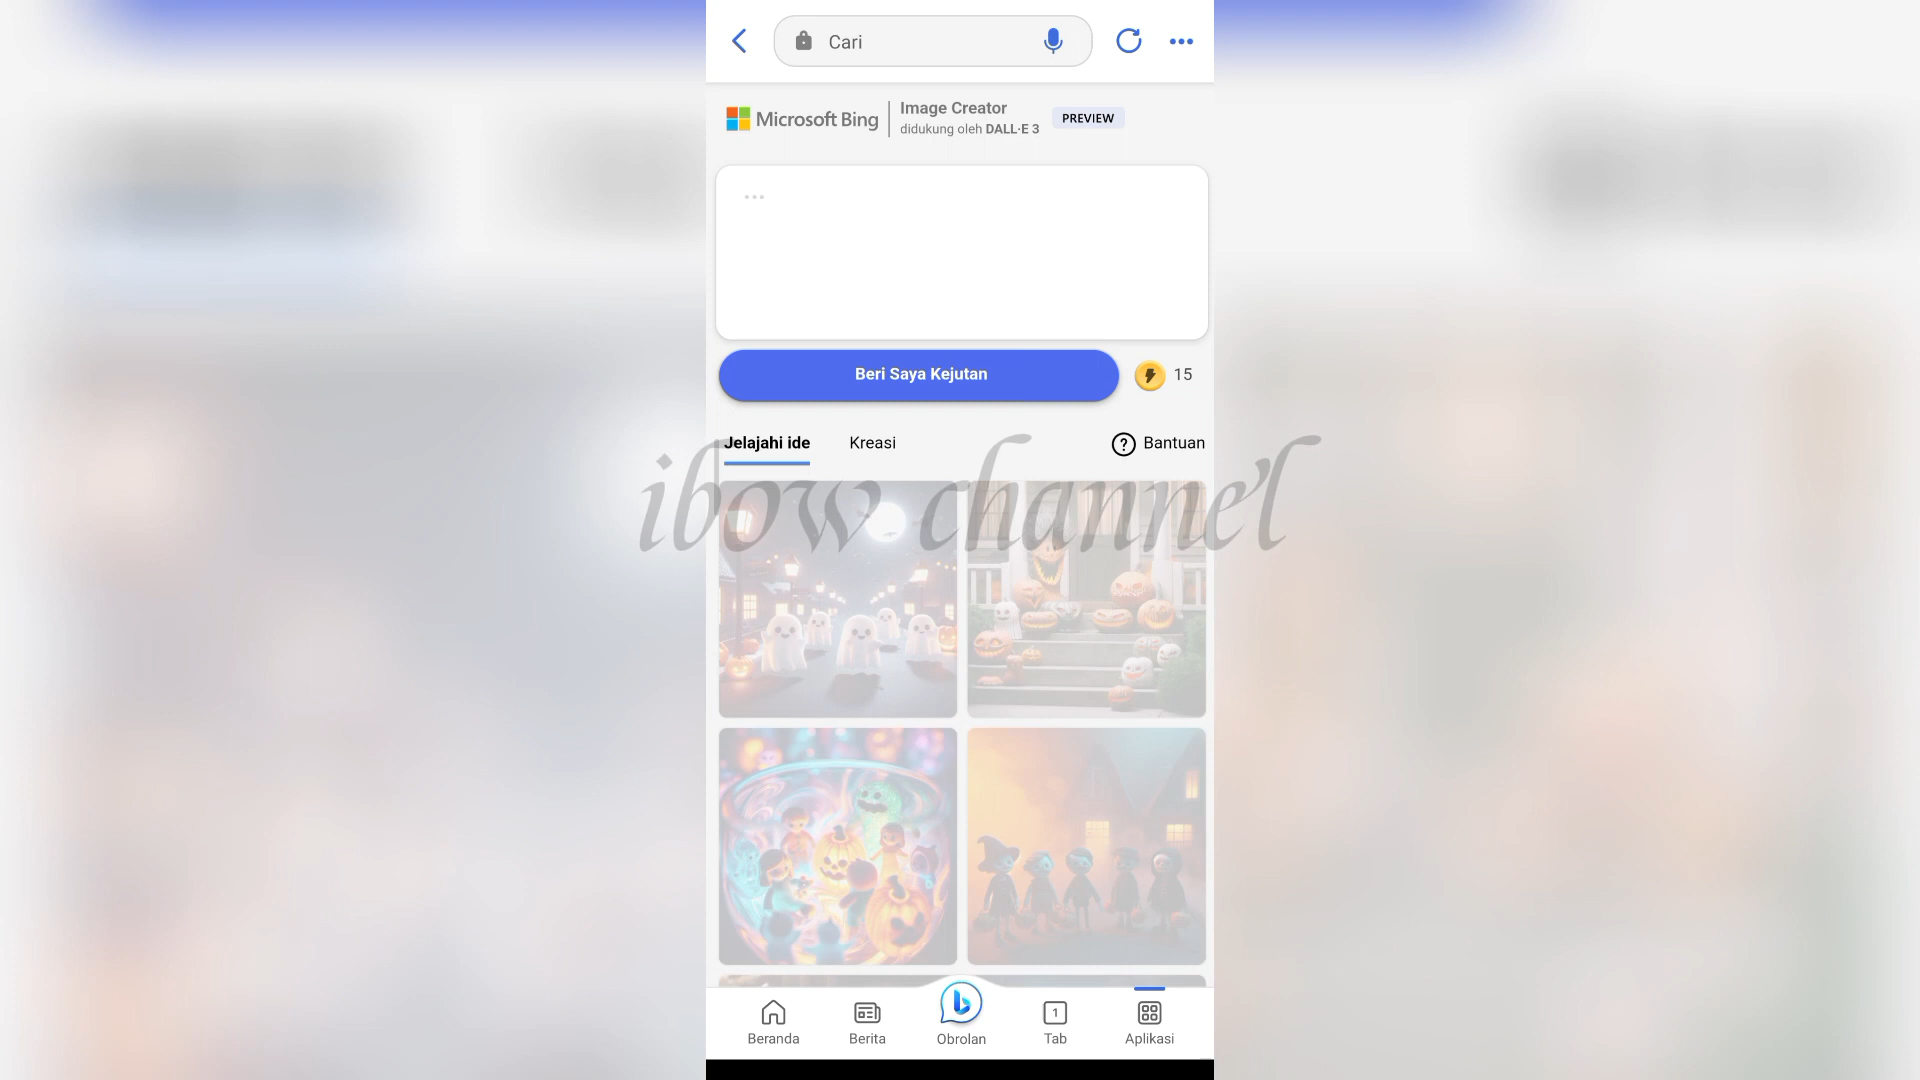 Cari
Microsoft Bing
Image Creator
didukung oleh DALL·E 3
PREVIEW
...
Beri Saya Kejutan
15
Jelajahi ide
Kreasi
? Bantuan
ibow channel
Beranda
Berita
Obrolan
1
Tab
Aplikasi